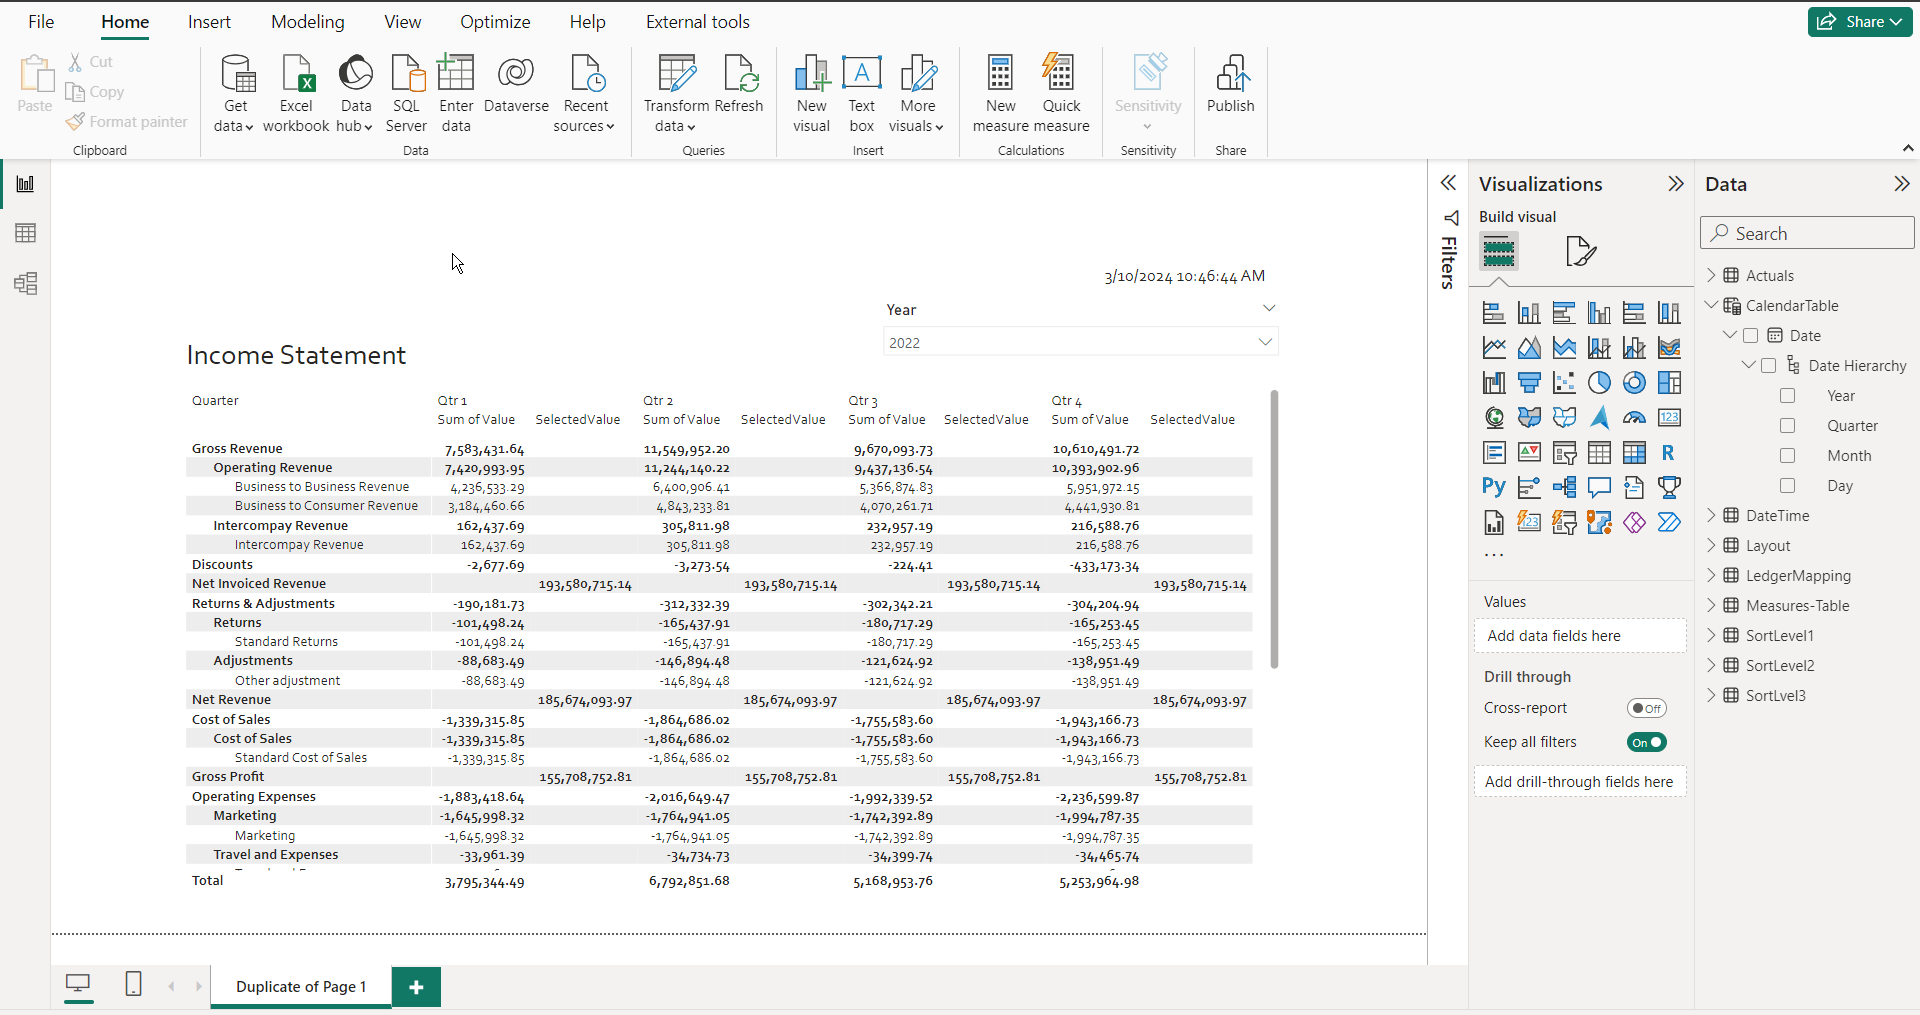 File Home Insert Modeling View Optimize Help External tools Share
Paste Cut Copy Format painter
Get data Excel workbook Data hub SQL Server Enter data Dataverse Recent sources Transform data Refresh New visual Text box More visuals New measure Quick measure Sensitivity Publish
Clipboard Data Queries Insert Calculations Sensitivity Share
3/10/2024 10:46:44 AM
Year
2022
Income Statement
Quarter Qtr 1 Qtr 2 Qtr 3 Qtr 4
Sum of Value SelectedValue Sum of Value SelectedValue Sum of Value SelectedValue Sum of Value SelectedValue
Gross Revenue 7,583,431.64 11,549,952.20 9,670,093.73 10,610,491.72
Operating Revenue 7,420,993.95 11,244,140.22 9,437,136.54 10,393,902.96
Business to Business Revenue 4,236,533.29 6,400,906.41 5,366,874.83 5,951,972.15
Business to Consumer Revenue 3,184,460.66 4,843,233.81 4,070,261.71 4,441,930.81
Intercompay Revenue 162,437.69 305,811.98 232,957.19 216,588.76
Intercompay Revenue 162,437.69 305,811.98 232,957.19 216,588.76
Discounts -2,677.69 -3,273.54 -224.41 -433,173.34
Net Invoiced Revenue 193,580,715.14 193,580,715.14 193,580,715.14 193,580,715.14
Returns & Adjustments -190,181.73 -312,332.39 -302,342.21 -304,204.94
Returns -101,498.24 -165,437.91 -180,717.29 -165,253.45
Standard Returns -101,498.24 -165,437.91 -180,717.29 -165,253.45
Adjustments -88,683.49 -146,894.48 -121,624.92 -138,951.49
Other adjustment -88,683.49 -146,894.48 -121,624.92 -138,951.49
Net Revenue 185,674,093.97 185,674,093.97 185,674,093.97 185,674,093.97
Cost of Sales -1,339,315.85 -1,864,686.02 -1,755,583.60 -1,943,166.73
Cost of Sales -1,339,315.85 -1,864,686.02 -1,755,583.60 -1,943,166.73
Standard Cost of Sales -1,339,315.85 -1,864,686.02 -1,755,583.60 -1,943,166.73
Gross Profit 155,708,752.81 155,708,752.81 155,708,752.81 155,708,752.81
Operating Expenses -1,883,418.64 -2,016,649.47 -1,992,339.52 -2,236,599.87
Marketing -1,645,998.32 -1,764,941.05 -1,742,392.89 -1,994,787.35
Marketing -1,645,998.32 -1,764,941.05 -1,742,392.89 -1,994,787.35
Travel and Expenses -33,961.39 -34,734.73 -34,399.74 -34,465.74
Total 3,795,344.49 6,792,851.68 5,168,953.76 5,253,964.98
Duplicate of Page 1
Filters
Visualizations
Build visual
123
R
Py
123
Values
Add data fields here
Drill through
Cross-report Off
Keep all filters On
Add drill-through fields here
Data
Search
Actuals
CalendarTable
Date
Date Hierarchy
Year
Quarter
Month
Day
DateTime
Layout
LedgerMapping
Measures-Table
SortLevel1
SortLevel2
SortLvel3